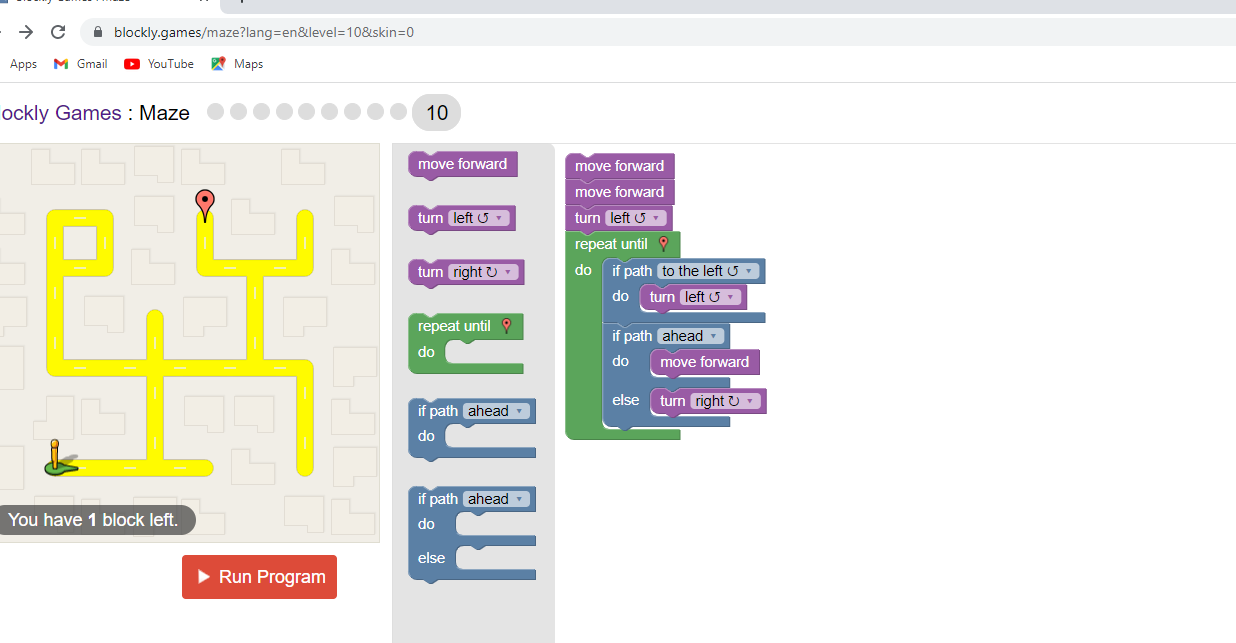 blockly.games/maze?lang=en&level=10&skin=0
Apps Gmail YouTube Maps
lockly Games : Maze 10
move forward
turn left ↺ ▾
turn right ↻ ▾
repeat until
do
if path ahead ▾
do
if path ahead ▾
do
else
move forward
move forward
turn left ↺ ▾
repeat until
do if path to the left ↺ ▾
do turn left ↺ ▾
if path ahead ▾
do move forward
else turn right ↻ ▾
You have 1 block left.
Run Program